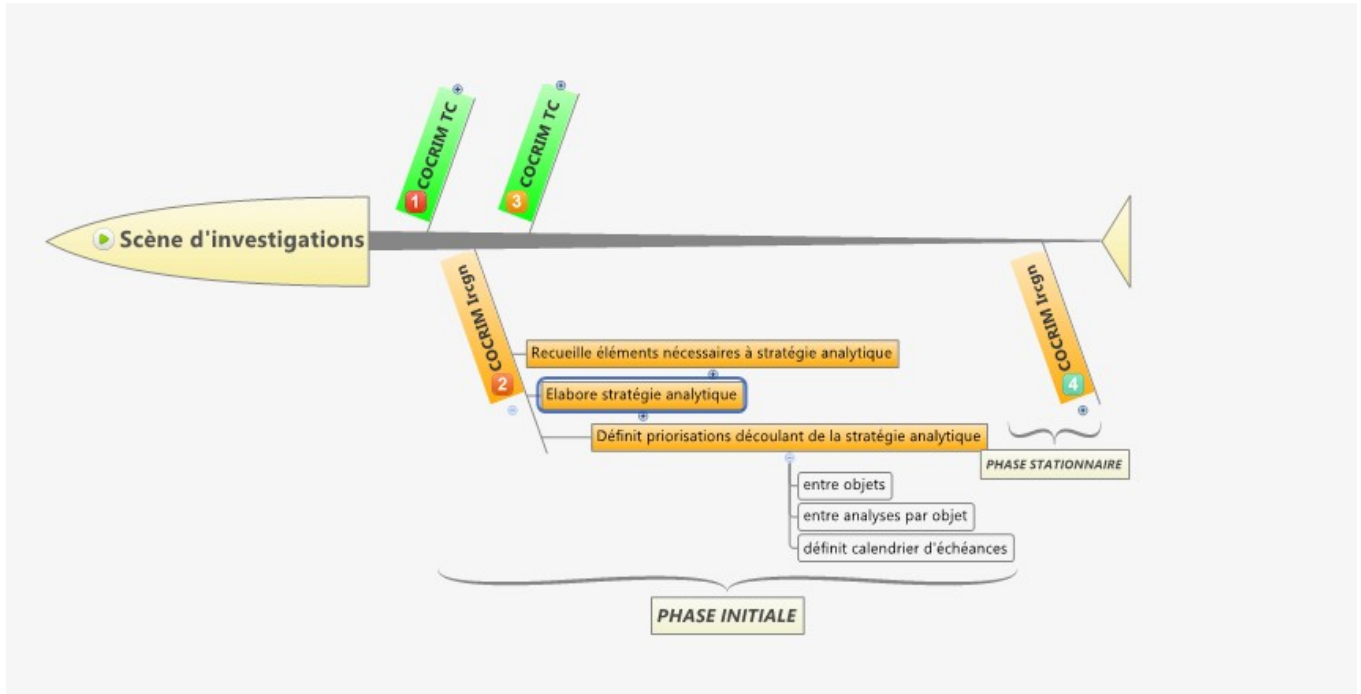 COCRIM TC
1
COCRIM TC
3
Scène d'investigations
COCRIM Ircgn
2
Recueille éléments nécessaires à stratégie analytique
Elabore stratégie analytique
Définit priorisations découlant de la stratégie analytique
entre objets
entre analyses par objet
définit calendrier d'échéances
PHASE INITIALE
COCRIM Ircgn
4
PHASE STATIONNAIRE